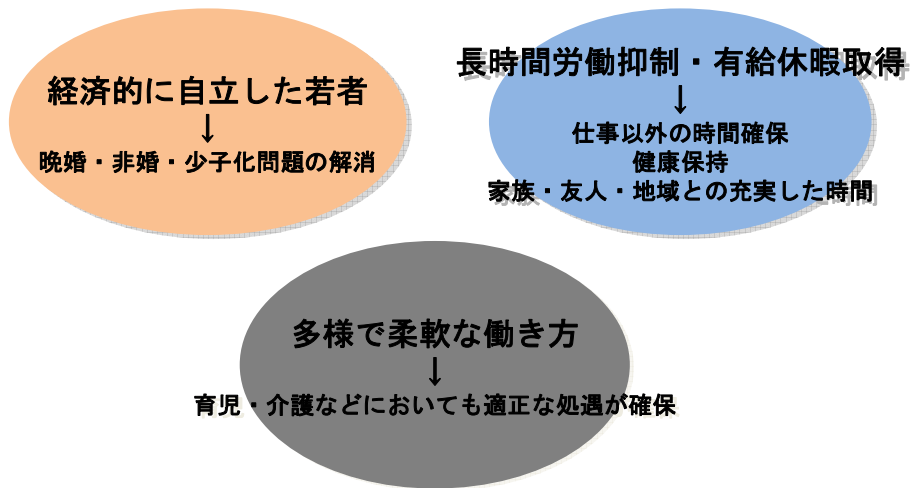 経済的に自立した若者
↓
晩婚・非婚・少子化問題の解消
長時間労働抑制・有給休暇取得
↓
仕事以外の時間確保
健康保持
家族・友人・地域との充実した時間
多様で柔軟な働き方
↓
育児・介護などにおいても適正な処遇が確保